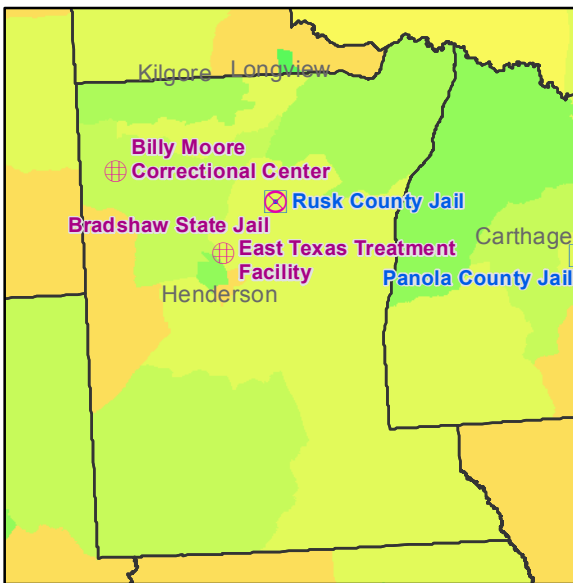 Kilgore Longview
Billy Moore
Correctional Center
Rusk County Jail
Bradshaw State Jail
East Texas Treatment
Facility
Carthage
Panola County Jail
Henderson